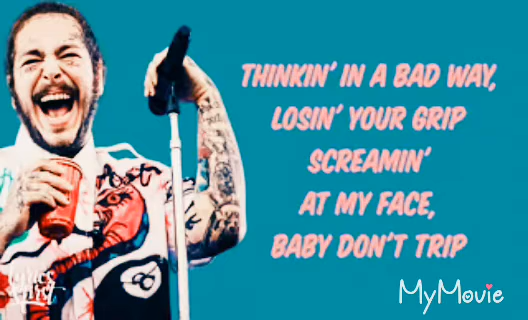 THINKIN' IN A BAD WAY,
LOSIN' YOUR GRIP
SCREAMIN'
AT MY FACE,
BABY DON'T TRIP
MyMovie